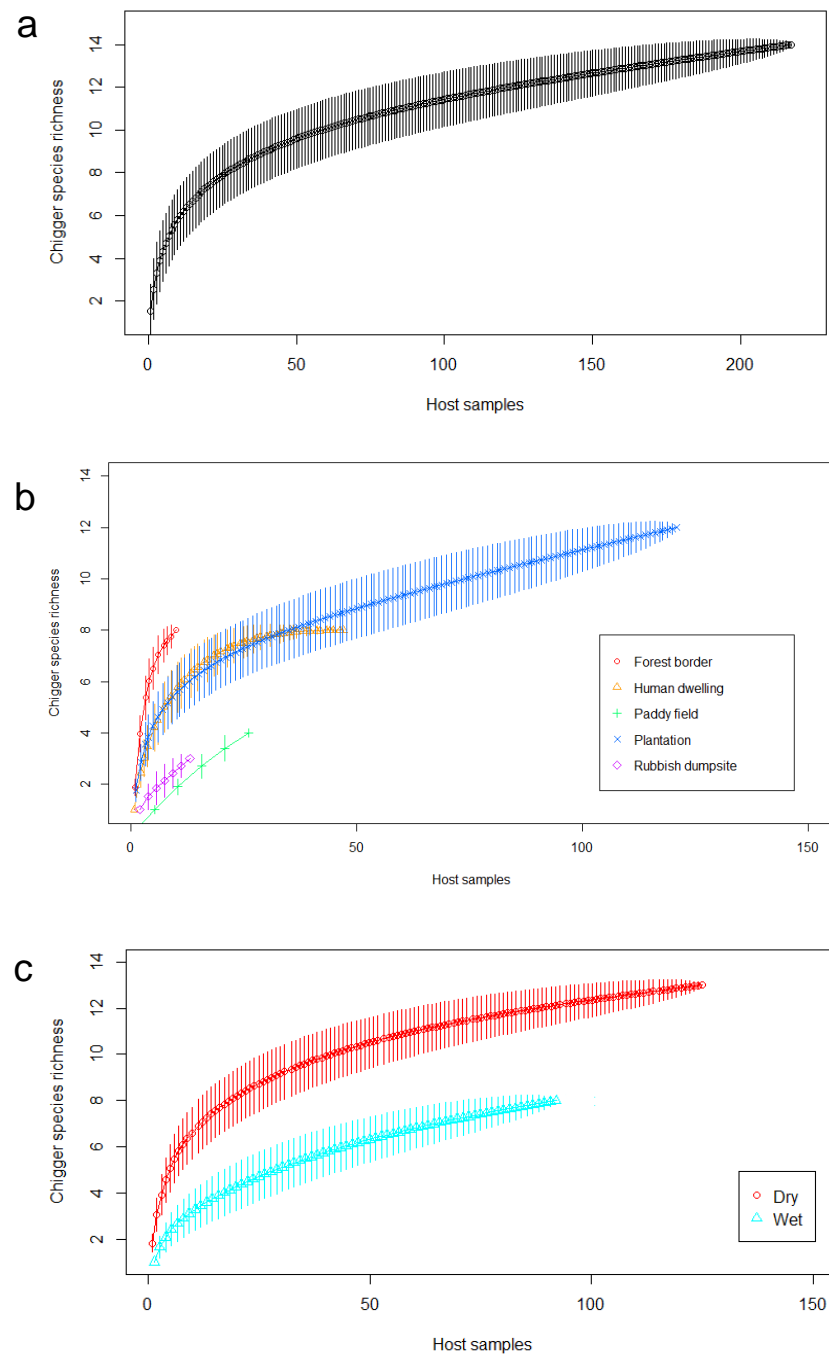 a
14
12
10
8
6
4
2
Chigger species richness
0 50 100 150 200
Host samples
b
14
12
10
8
6
4
2
Chigger species richness
Forest border
Human dwelling
Paddy field
Plantation
Rubbish dumpsite
0 50 100 150
Host samples
c
14
12
10
8
6
4
2
Chigger species richness
Dry
Wet
0 50 100 150
Host samples